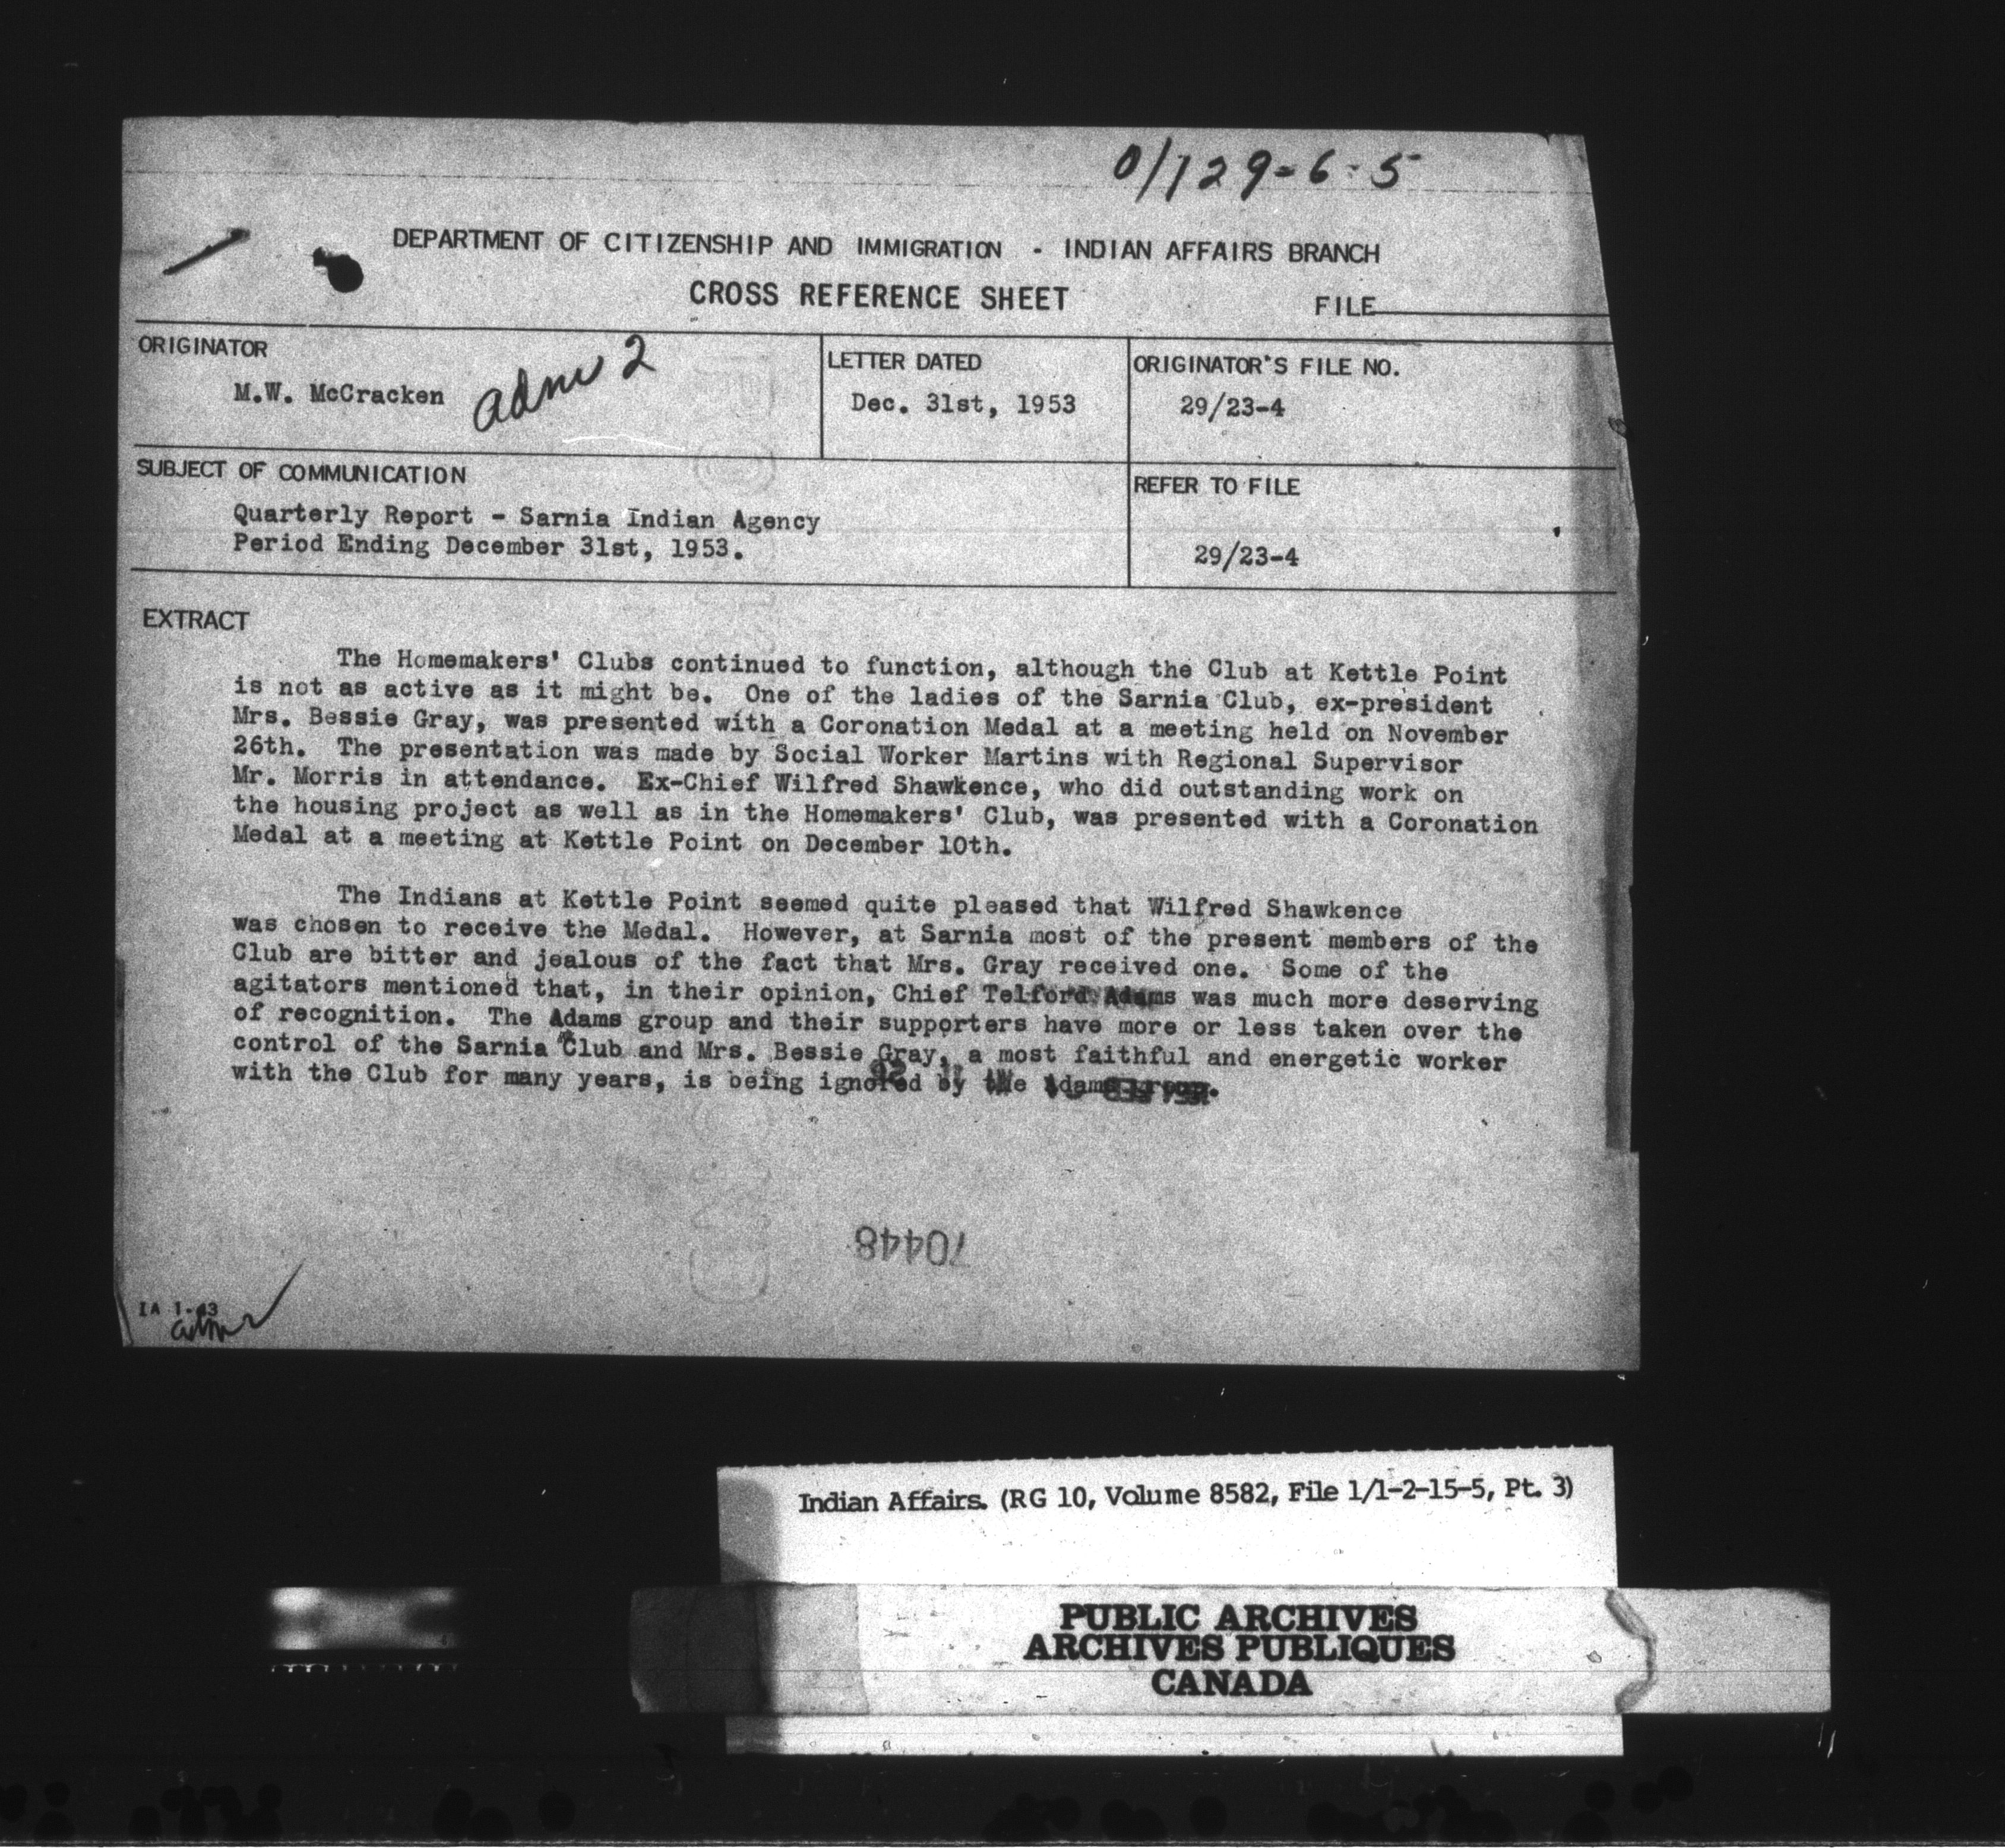 0/129-6-5
DEPARTMENT OF CITIZENSHIP AND IMMIGRATION - INDIAN AFFAIRS BRANCH
CROSS REFERENCE SHEET
FILE
ORIGINATOR
M.W. McCracken
adm 2
LETTER DATED
Dec. 31st, 1953
ORIGINATOR'S FILE NO.
29/23-4
SUBJECT OF COMMUNICATION
Quarterly Report - Sarnia Indian Agency
Period Ending December 31st, 1953.
REFER TO FILE
29/23-4
EXTRACT
The Homemakers' Clubs continued to function, although the Club at Kettle Point
is not as active as it might be. One of the ladies of the Sarnia Club, ex-president
Mrs. Bessie Gray, was presented with a Coronation Medal at a meeting held on November
26th. The presentation was made by Social Worker Martins with Regional Supervisor
Mr. Morris in attendance. Ex-Chief Wilfred Shawkence, who did outstanding work on
the housing project as well as in the Homemakers' Club, was presented with a Coronation
Medal at a meeting at Kettle Point on December 10th.
The Indians at Kettle Point seemed quite pleased that Wilfred Shawkence
was chosen to receive the Medal. However, at Sarnia most of the present members of the
Club are bitter and jealous of the fact that Mrs. Gray received one. Some of the
agitators mentioned that, in their opinion, Chief Telford Adams was much more deserving
of recognition. The Adams group and their supporters have more or less taken over the
control of the Sarnia Club and Mrs. Bessie Gray, a most faithful and energetic worker
with the Club for many years, is being ignored by the Adams group.
70448
IA 1-43
Indian Affairs. (RG 10, Volume 8582, File 1/1-2-15-5, Pt. 3)
PUBLIC ARCHIVES
ARCHIVES PUBLIQUES
CANADA